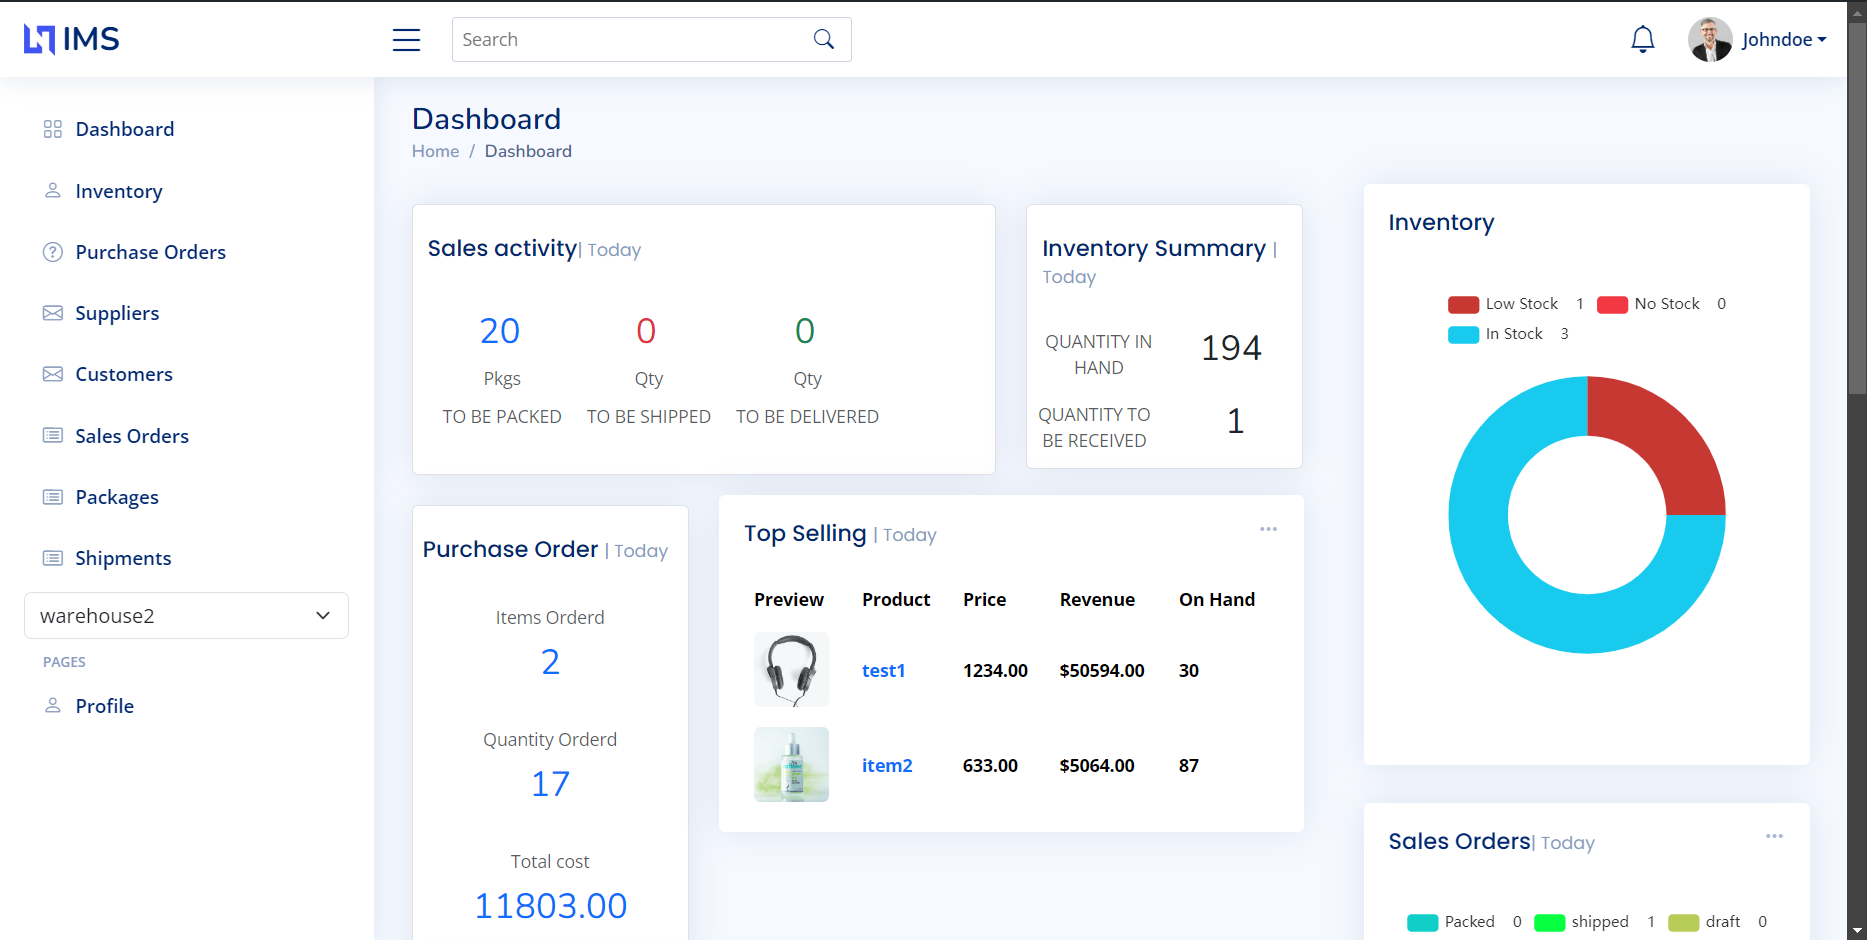 IMS
Search
Johndoe
Dashboard
Inventory
Purchase Orders
Suppliers
Customers
Sales Orders
Packages
Shipments
warehouse2
PAGES
Profile
Dashboard
Home / Dashboard
Sales activity| Today
20 0 0
Pkgs Qty Qty
TO BE PACKED TO BE SHIPPED TO BE DELIVERED
Inventory Summary |
Today
QUANTITY IN
HAND
194
QUANTITY TO
BE RECEIVED
1
Purchase Order | Today
Items Orderd
2
Quantity Orderd
17
Total cost
11803.00
Top Selling | Today
Preview Product Price Revenue On Hand
test1 1234.00 $50594.00 30
item2 633.00 $5064.00 87
Inventory
Low Stock 1 No Stock 0
In Stock 3
Sales Orders| Today
Packed 0 shipped 1 draft 0